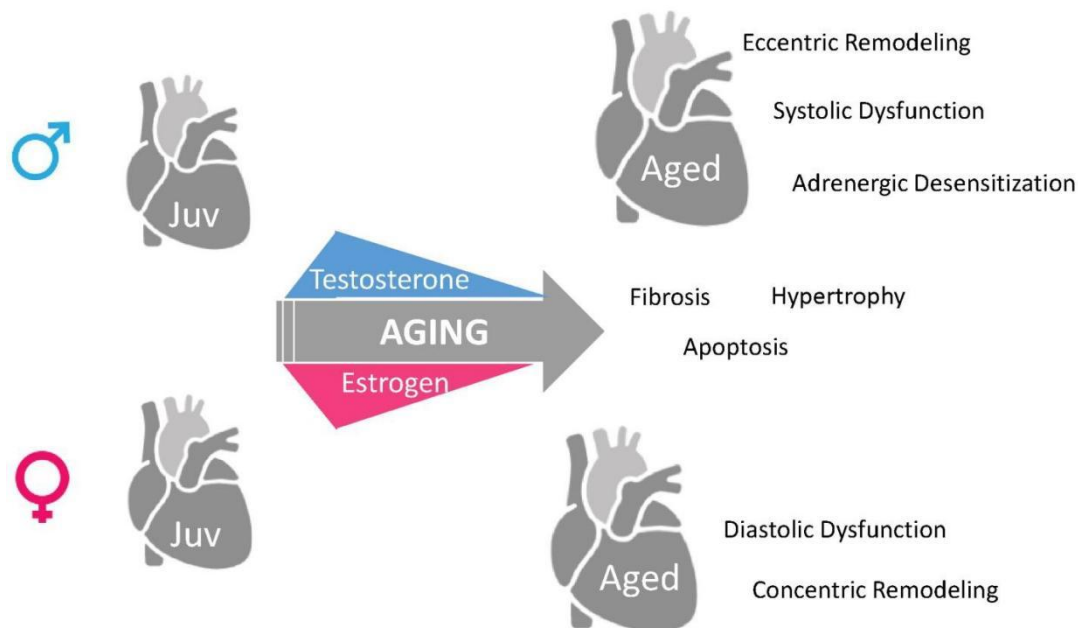 Eccentric Remodeling
Systolic Dysfunction
Aged
Adrenergic Desensitization
Juv
Testosterone
AGING
Estrogen
Fibrosis
Hypertrophy
Apoptosis
Juv
Diastolic Dysfunction
Aged
Concentric Remodeling